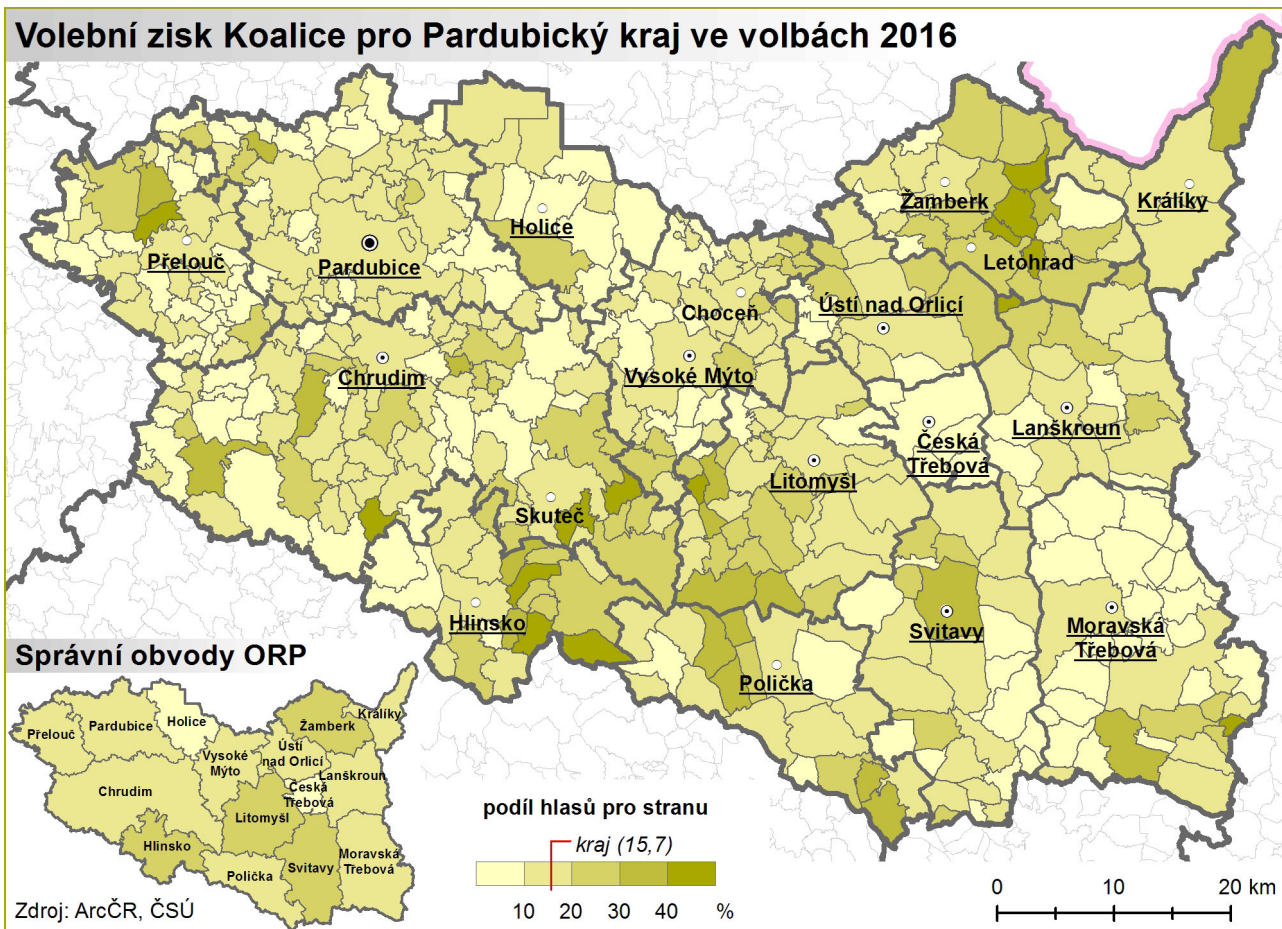 Volební zisk Koalice pro Pardubický kraj ve volbách 2016
Žamberk
Králíky
Holice
Přelouč
Pardubice
Letohrad
Choceň
Ústí nad Orlicí
Chrudim
Vysoké Mýto
Lanškroun
Česká
Třebová
Litomyšl
Skuteč
Hlinsko
Svitavy
Moravská
Třebová
Polička
Správní obvody ORP
Přelouč
Pardubice
Holice
Žamberk
Králíky
Vysoké
Mýto
Ústí
nad Orlicí
Lanškroun
Chrudim
Česká
Třebová
Litomyšl
Hlinsko
Polička
Svitavy
Moravská
Třebová
podíl hlasů pro stranu
kraj (15,7)
10 20 30 40 %
0 10 20 km
Zdroj: ArcČR, ČSÚ